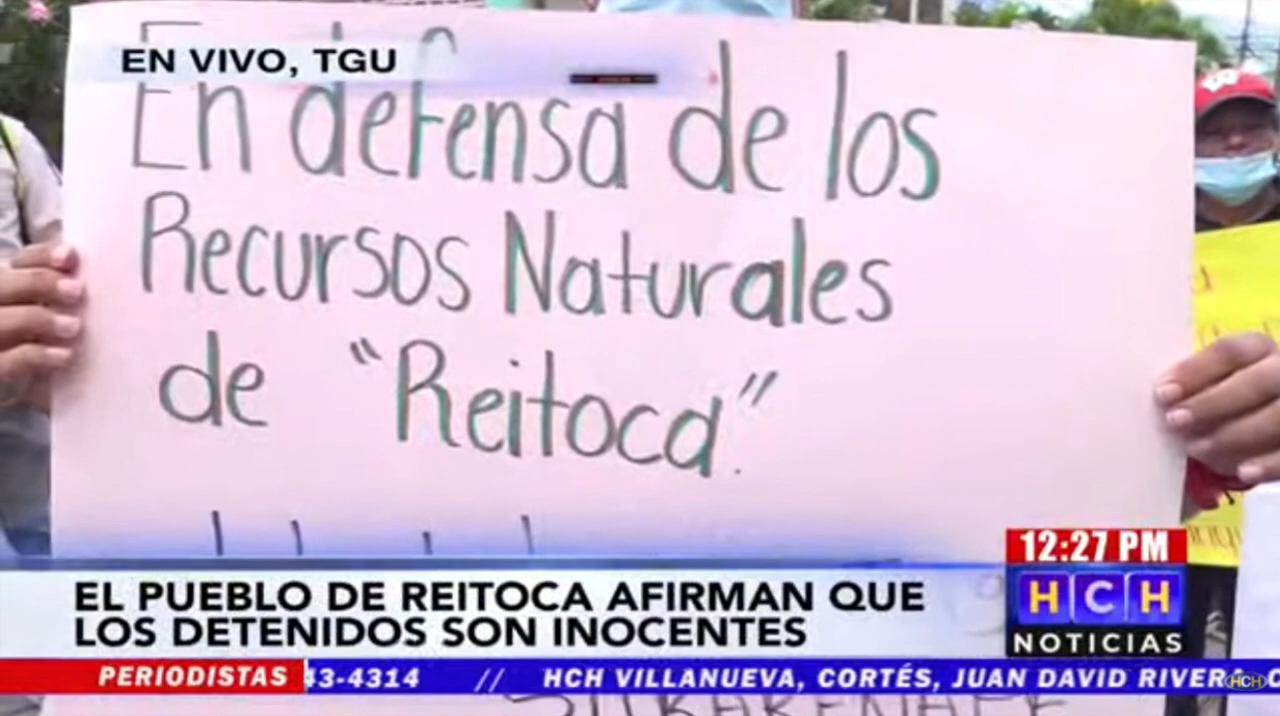 EN VIVO, TGU
En defensa de los
Recursos Naturales
de "Reitoca".
12:27 PM
HCH
NOTICIAS
EL PUEBLO DE REITOCA AFIRMAN QUE
LOS DETENIDOS SON INOCENTES
PERIODISTAS 43-4314 // HCH VILLANUEVA, CORTÉS, JUAN DAVID RIVER
HCH